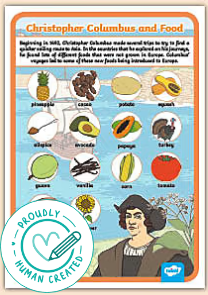 Christopher Columbus and Food
Beginning in 1492, Christopher Columbus made several trips to try to find a
quicker sailing route to Asia. In the countries that he explored on his journeys,
he found lots of different foods that were not grown in Europe. Columbus'
voyages led to some of these new foods being introduced to Europe.
pineapple cacao potato squash
allspice avocado papaya turkey
guava vanilla corn tomato
PROUDLY
HUMAN CREATED
twinkl